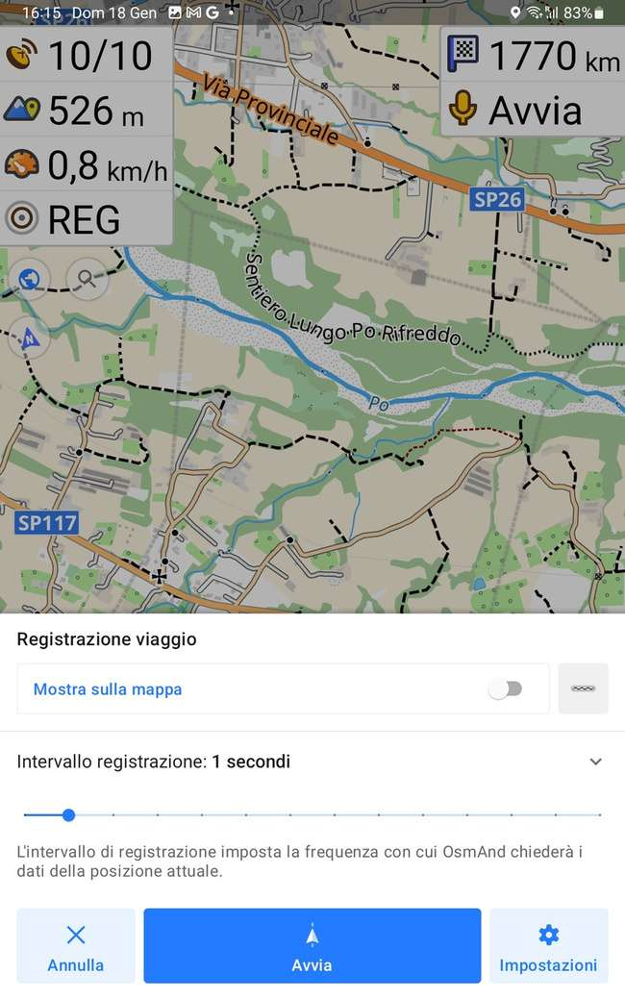 16:15 Dom 18 Gen
83%
SP26
10/10
1770 km
526 m
Avvia
0,8 km/h
REG
Via Provinciale
SP26
Sentiero Lungo Po Rifreddo
Po
SP117
Registrazione viaggio
Mostra sulla mappa
Intervallo registrazione: 1 secondi
L'intervallo di registrazione imposta la frequenza con cui OsmAnd chiederà i
dati della posizione attuale.
Annulla
Avvia
Impostazioni